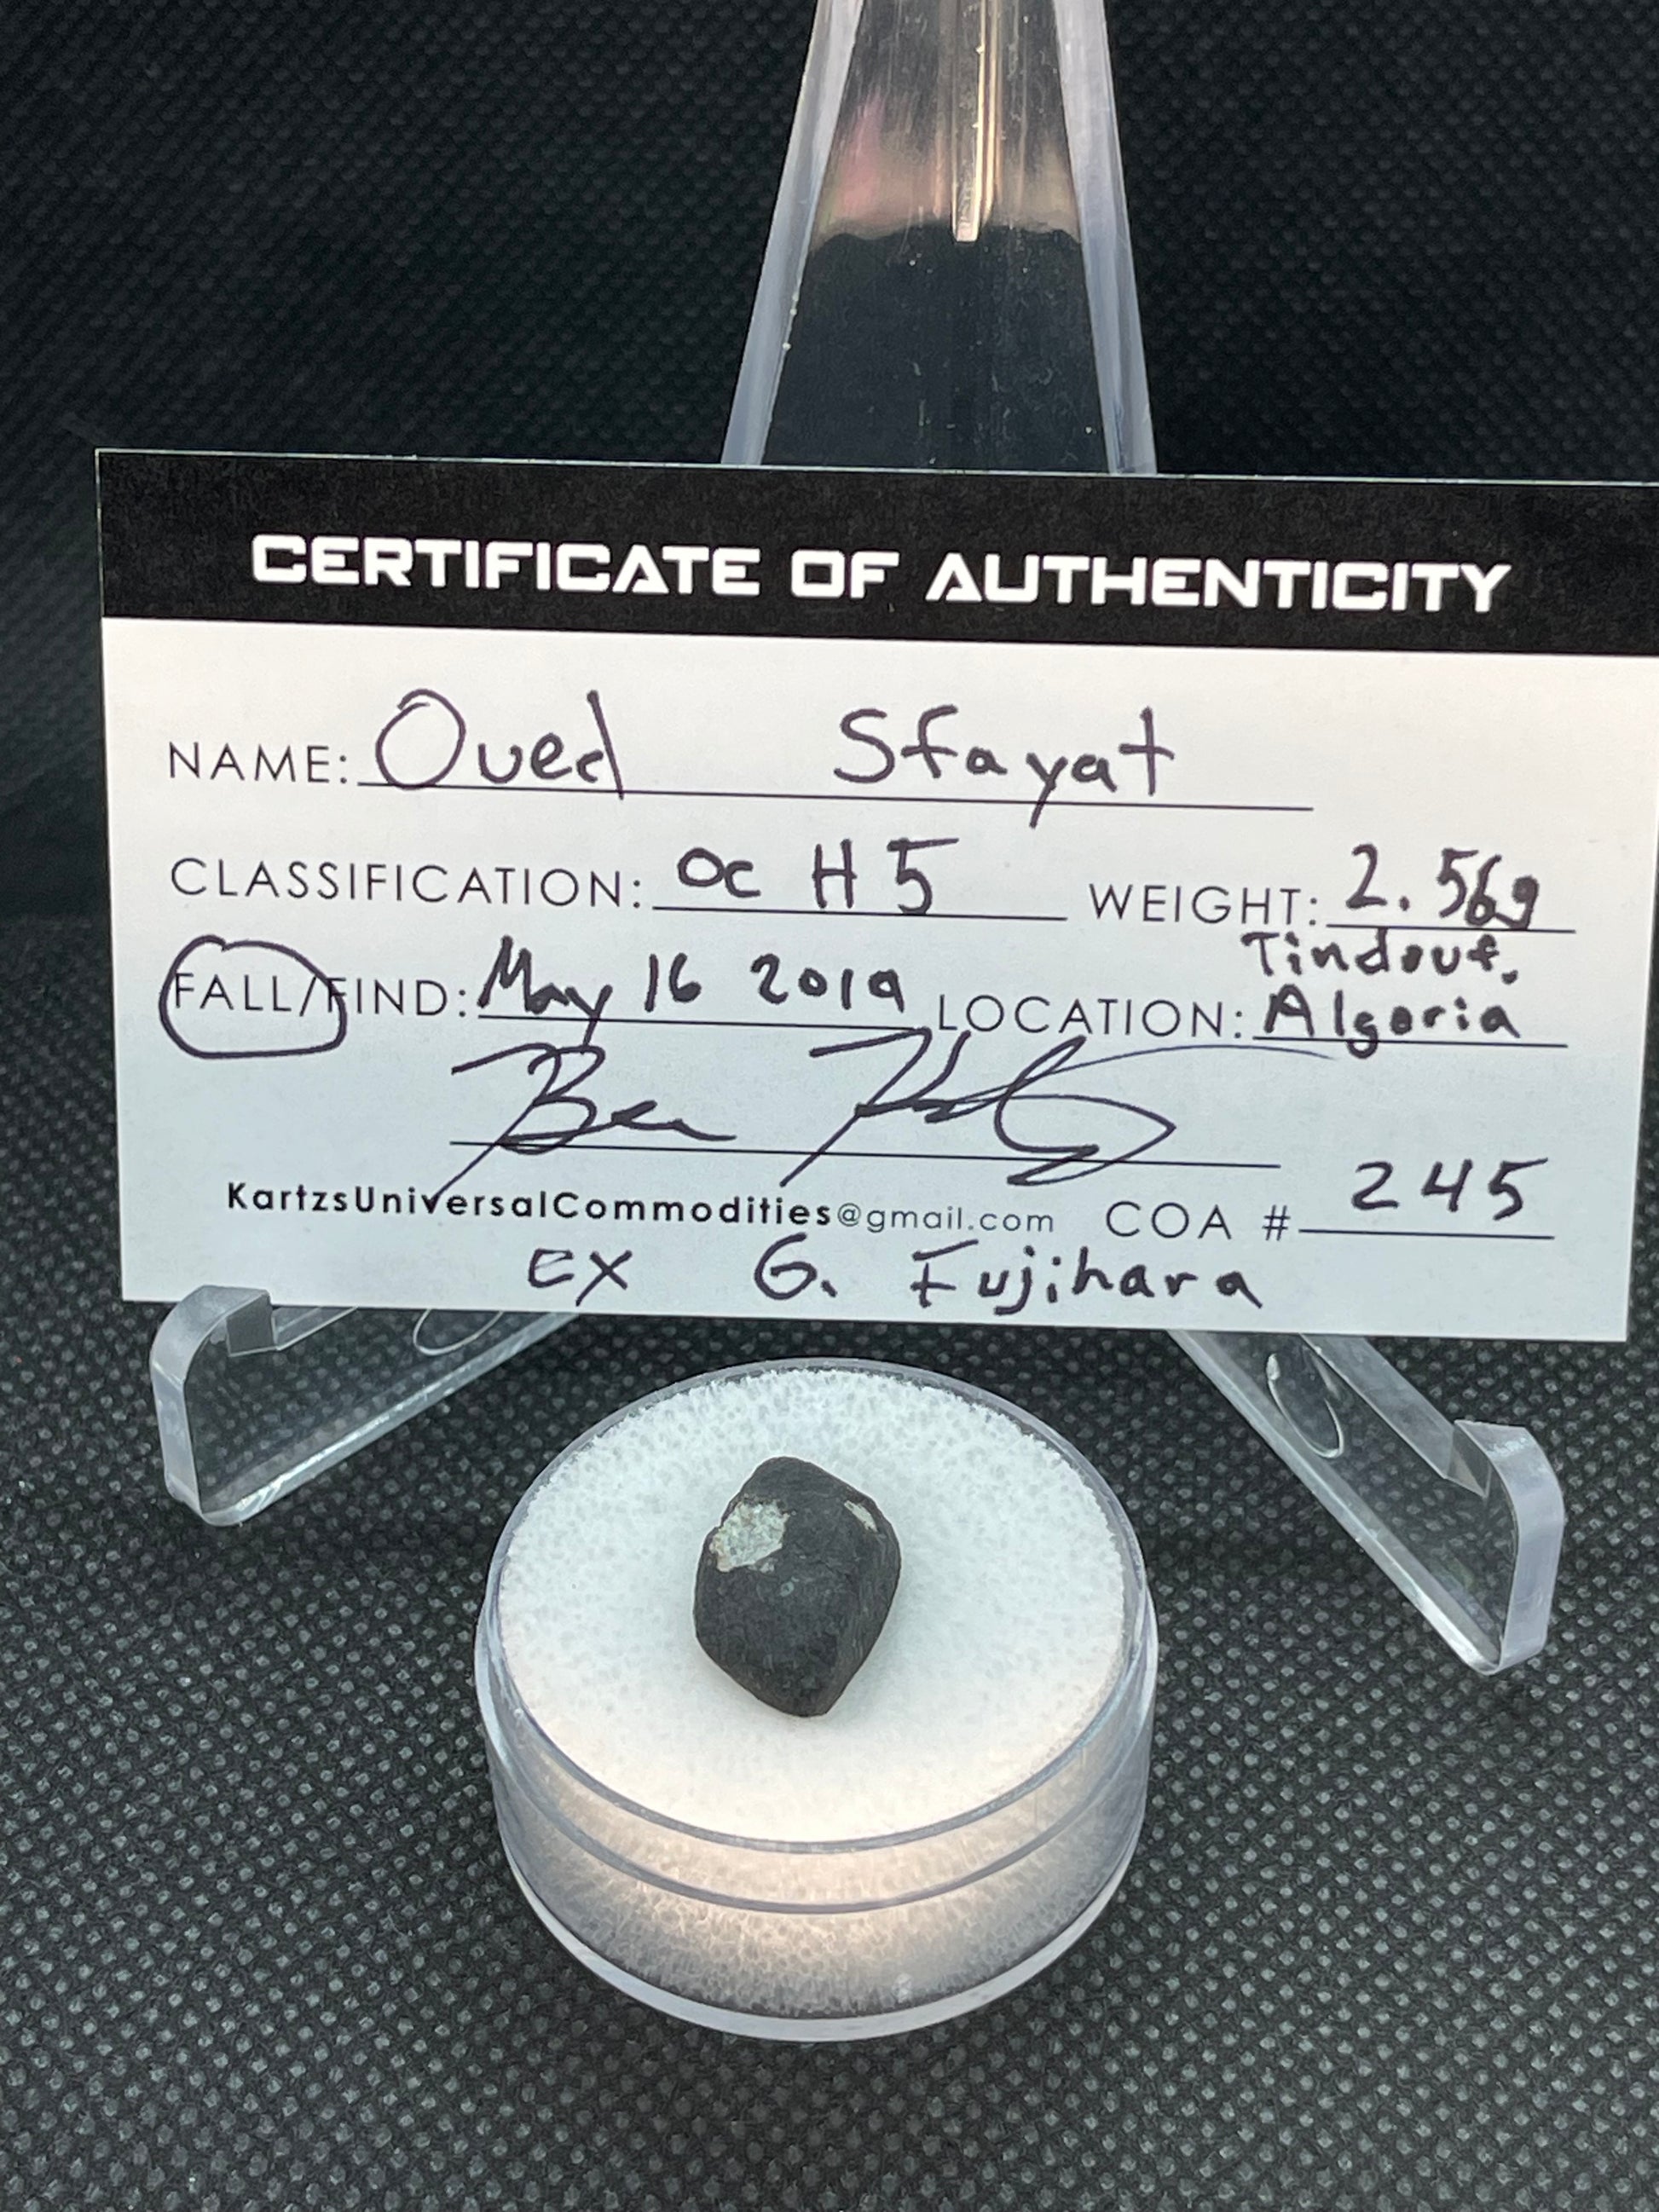 CERTIFICATE OF AUTHENTICITY
NAME: Oued Sfayat
CLASSIFICATION: OC H5 WEIGHT: 2.56g
FALL/FIND: May 16 2019 LOCATION: Tindouf, Algeria
Ben
KartzsUniversalCommodities@gmail.com COA # 245
EX G. Fujihara